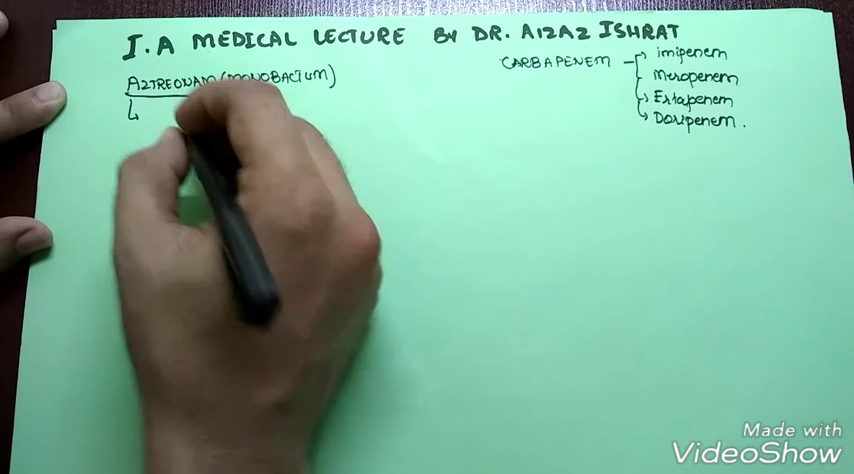 I.A MEDICAL LECTURE BY DR. AIZAZ ISHRAT
AZTREONAM (MONOBACTUM)
CARBAPENEM
imipenem
Meropenem
Ertapenem
Doripenem.
Made with
VideoShow